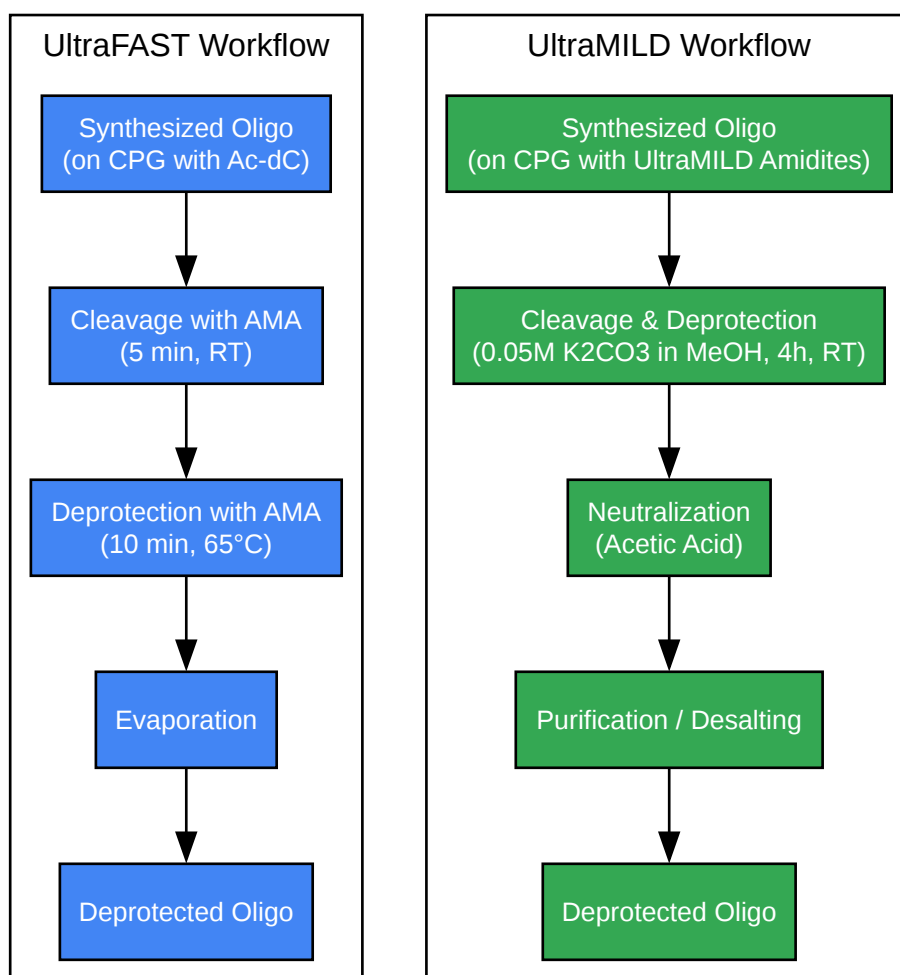 UltraFAST Workflow
Synthesized Oligo
(on CPG with Ac-dC)
Cleavage with AMA
(5 min, RT)
Deprotection with AMA
(10 min, 65°C)
Evaporation
Deprotected Oligo
UltraMILD Workflow
Synthesized Oligo
(on CPG with UltraMILD Amidites)
Cleavage & Deprotection
(0.05M K2CO3 in MeOH, 4h, RT)
Neutralization
(Acetic Acid)
Purification / Desalting
Deprotected Oligo